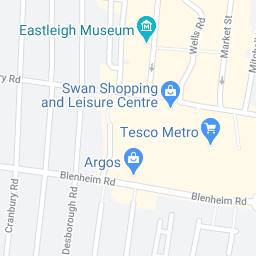 Eastleigh Museum
Wells Rd
Market St
Mitchell
ury Rd
Swan Shopping
and Leisure Centre
Tesco Metro
Argos
Blenheim Rd
Blenheim Rd
Cranbury Rd
Desborough Rd